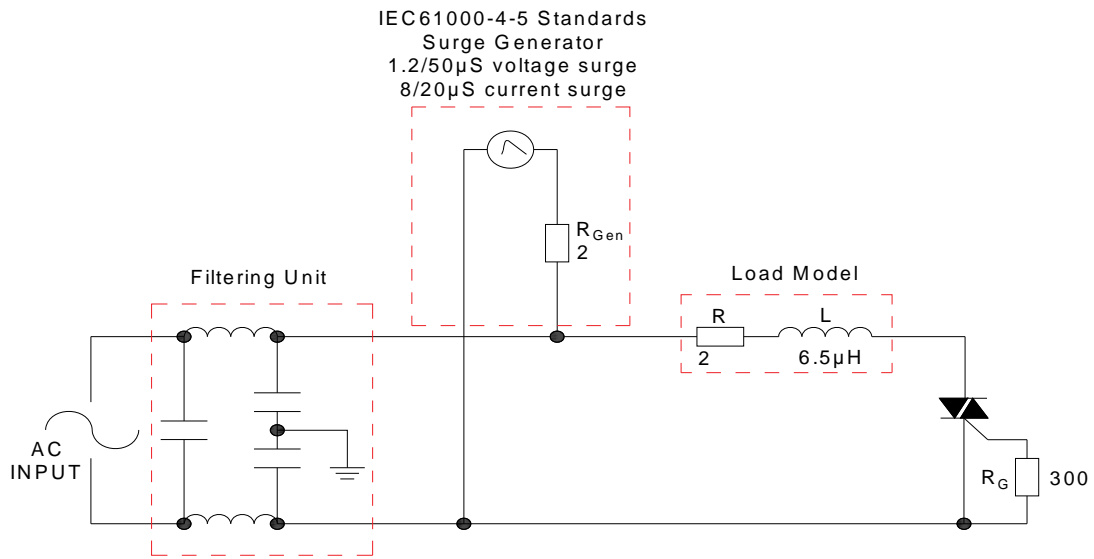 IEC61000-4-5 Standards
Surge Generator
1.2/50µS voltage surge
8/20µS current surge
R Gen
2
Filtering Unit
Load Model
R
L
2
6.5µH
AC
INPUT
R G
300